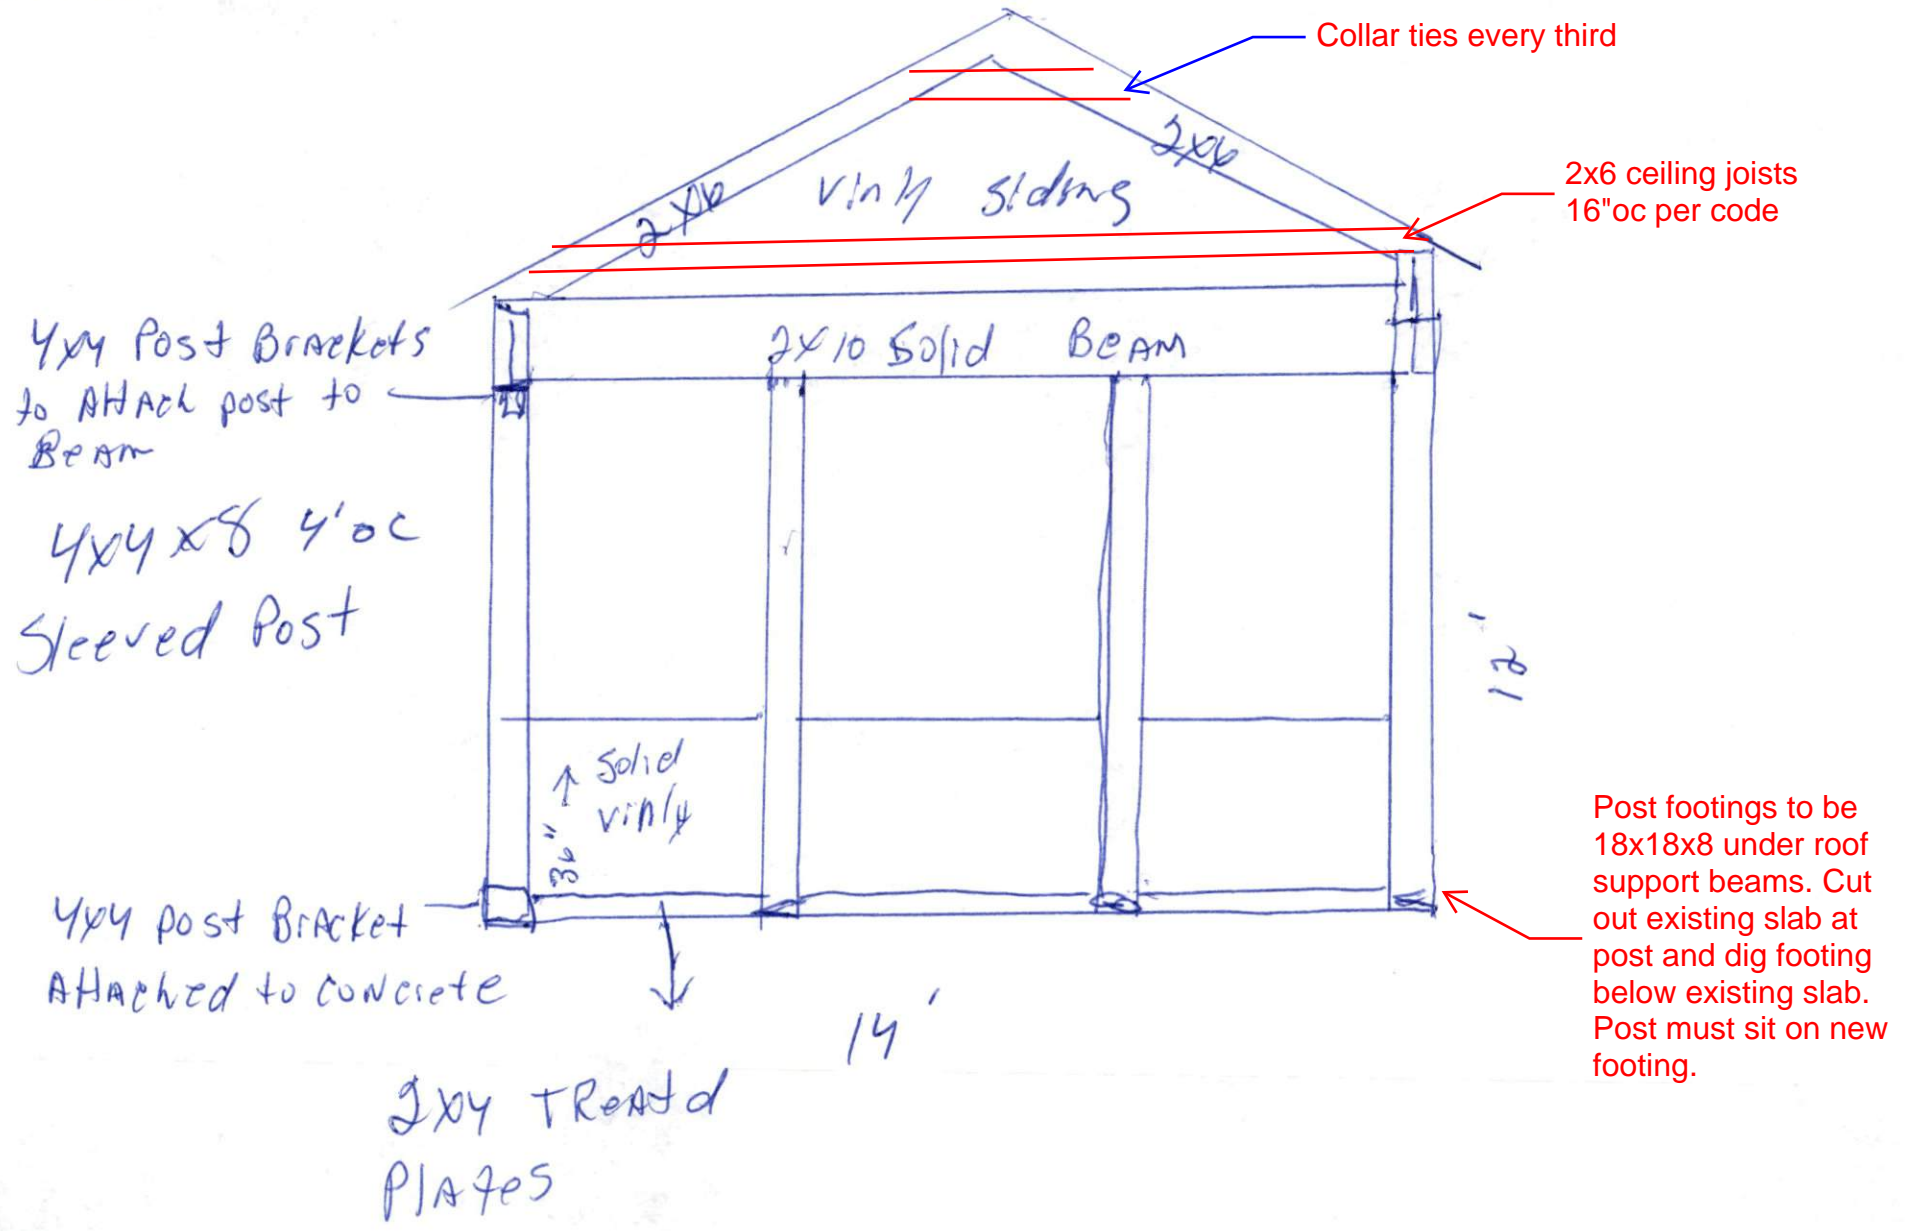 Collar ties every third
2x6
vinly siding
2x6
2x6 ceiling joists
16"oc per code
4x4 Post Brackets
to Attach post to
Beam
2x10 Solid Beam
4x4x8 4'oc
Sleeved Post
12'
36"
Solid
vinly
Post footings to be
18x18x8 under roof
support beams. Cut
out existing slab at
post and dig footing
below existing slab.
Post must sit on new
footing.
4x4 post Bracket
Attached to concrete
14'
2x4 TReatd
Plates